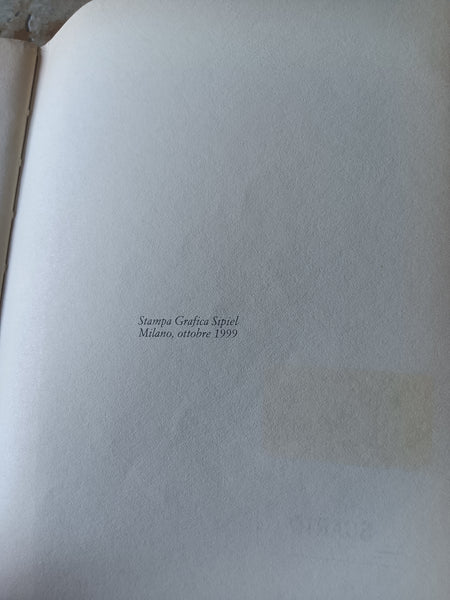 Stampa Grafica Sipiel
Milano, ottobre 1999